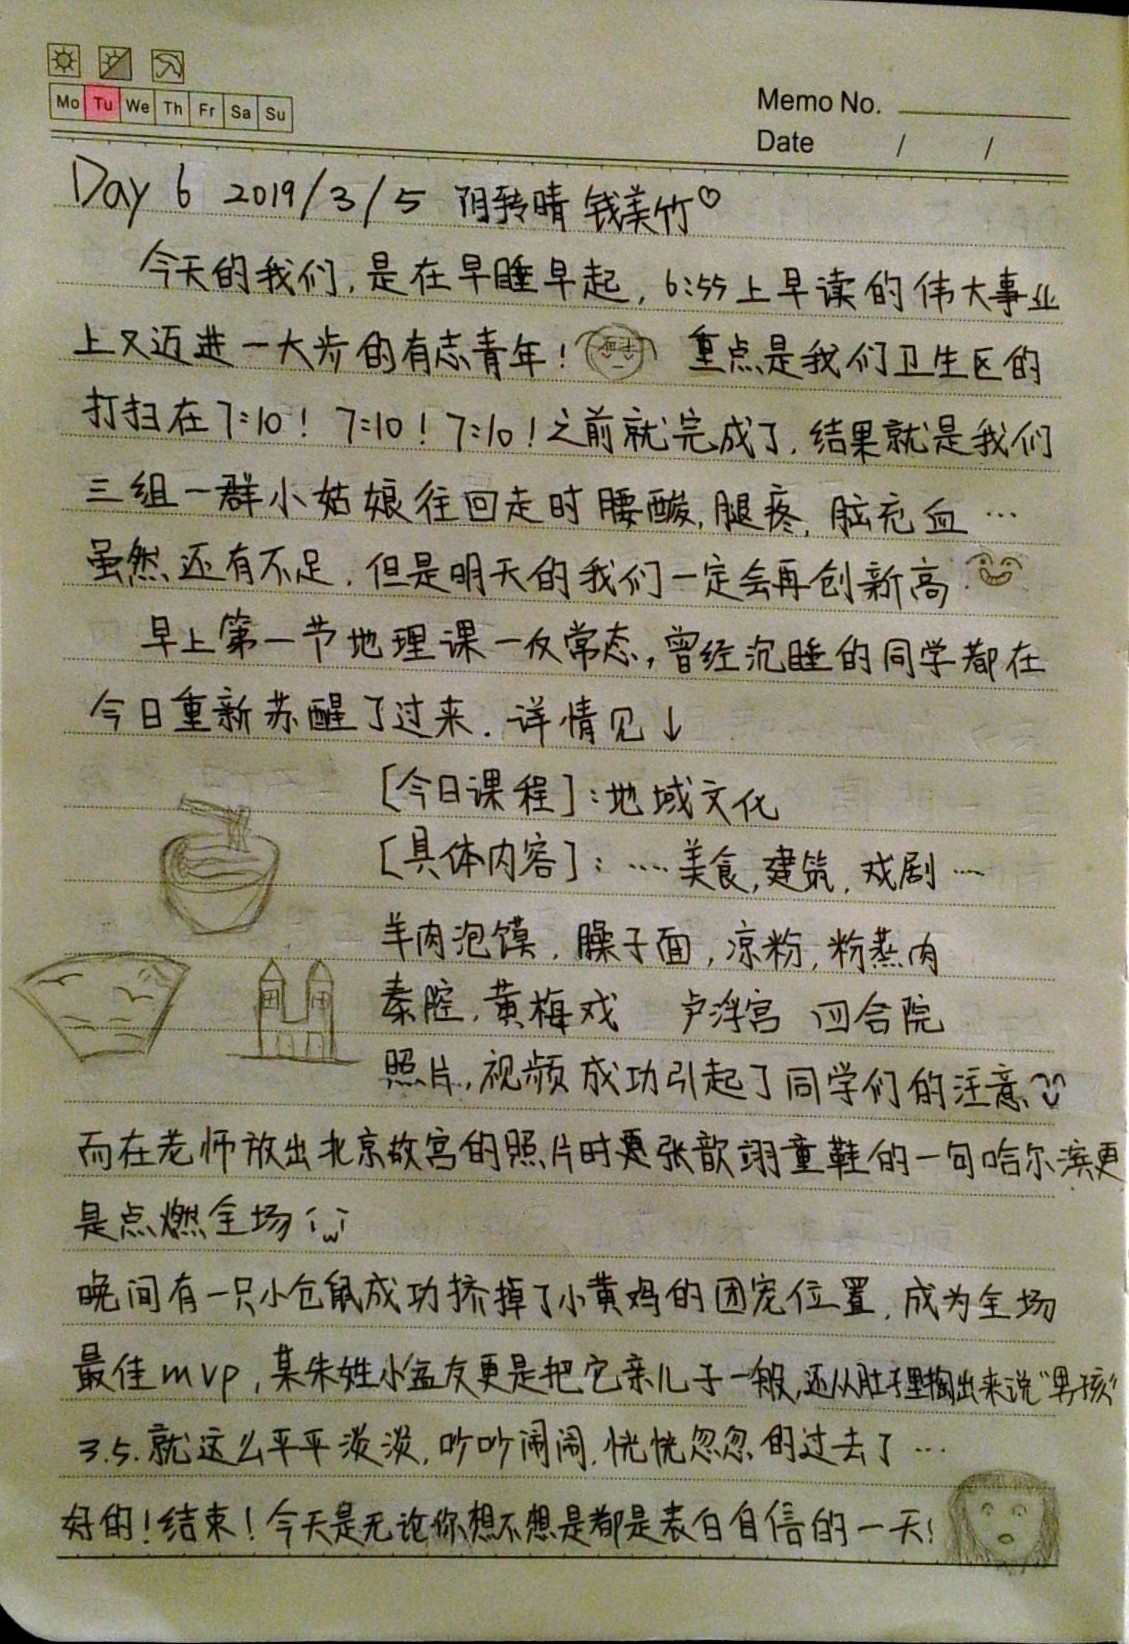 Mo Tu We Th Fr Sa Su
Memo No.
Date / /
Day 6 2019/3/5 阴转晴 钱美竹♡
今天的我们,是在早睡早起,6:55上早读的伟大事业
上又迈进一大步的有志青年! 重点是我们卫生区的
打扫在7:10! 7:10! 7:10!之前就完成了,结果就是我们
三组一群小姑娘往回走时腰酸,腿疼,脑充血…
虽然还有不足,但是明天的我们一定会再创新高
早上第一节地理课一反常态,曾经沉睡的同学都在
今日重新苏醒了过来.详情见↓
[今日课程]:地域文化
[具体内容]:……美食,建筑,戏剧……
羊肉泡馍,臊子面,凉粉,粉蒸肉
秦腔,黄梅戏 卢浮宫 四合院
照片,视频成功引起了同学们的注意
而在老师放出北京故宫的照片时张歆翊童鞋的一句哈尔滨更
是点燃全场
晚间有一只小仓鼠成功挤掉了小黄鸡的团宠位置,成为全场
最佳mvp,某朱姓小盆友更是把它亲儿子一般,还从肚子里掏出来说“男孩”
3.5.就这么平平淡淡,吵吵闹闹,恍恍忽忽的过去了…
好的!结束!今天是无论你想不想是都是表白自信的一天!